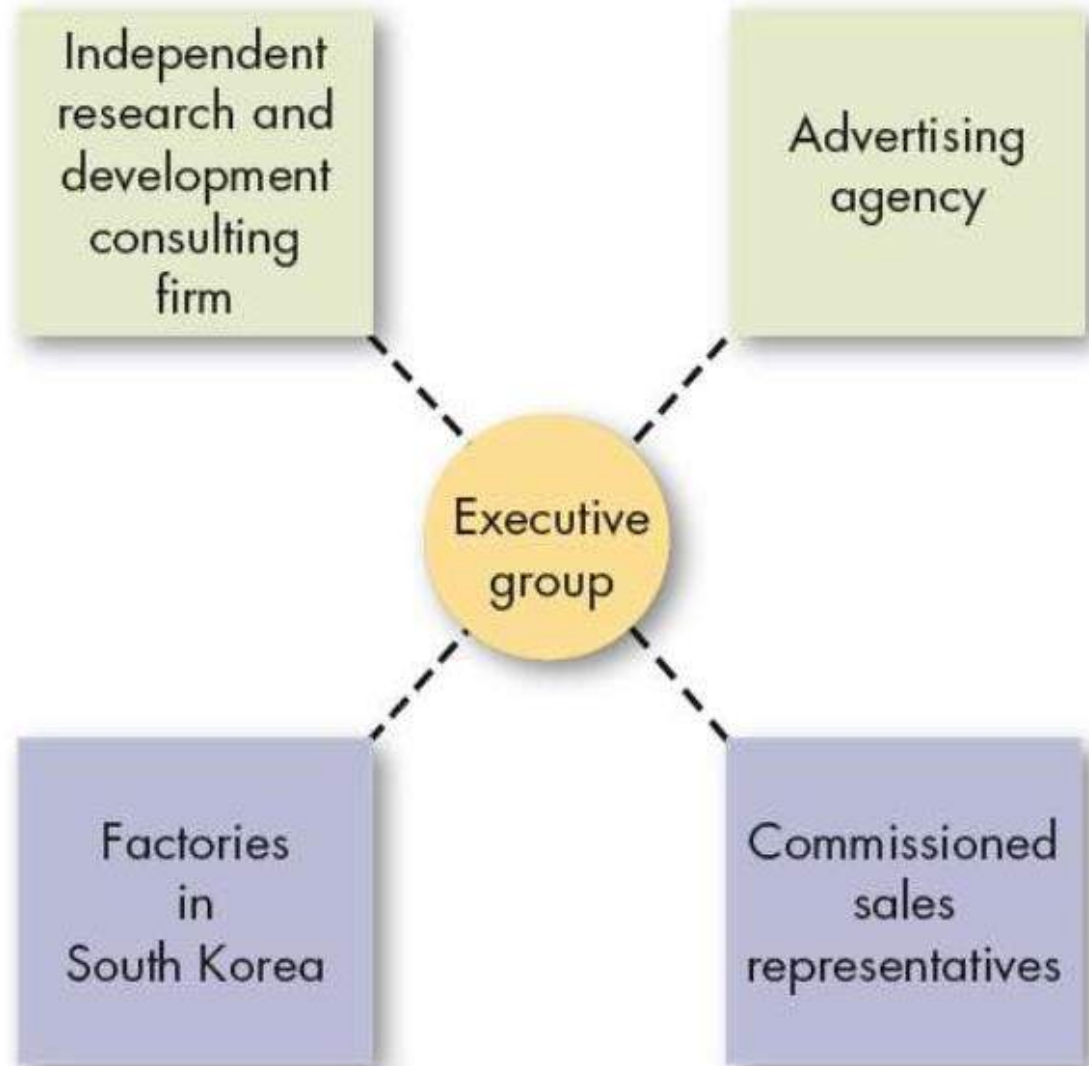 Independent
research and
development
consulting
firm
Advertising
agency
Executive
group
Factories
in
South Korea
Commissioned
sales
representatives